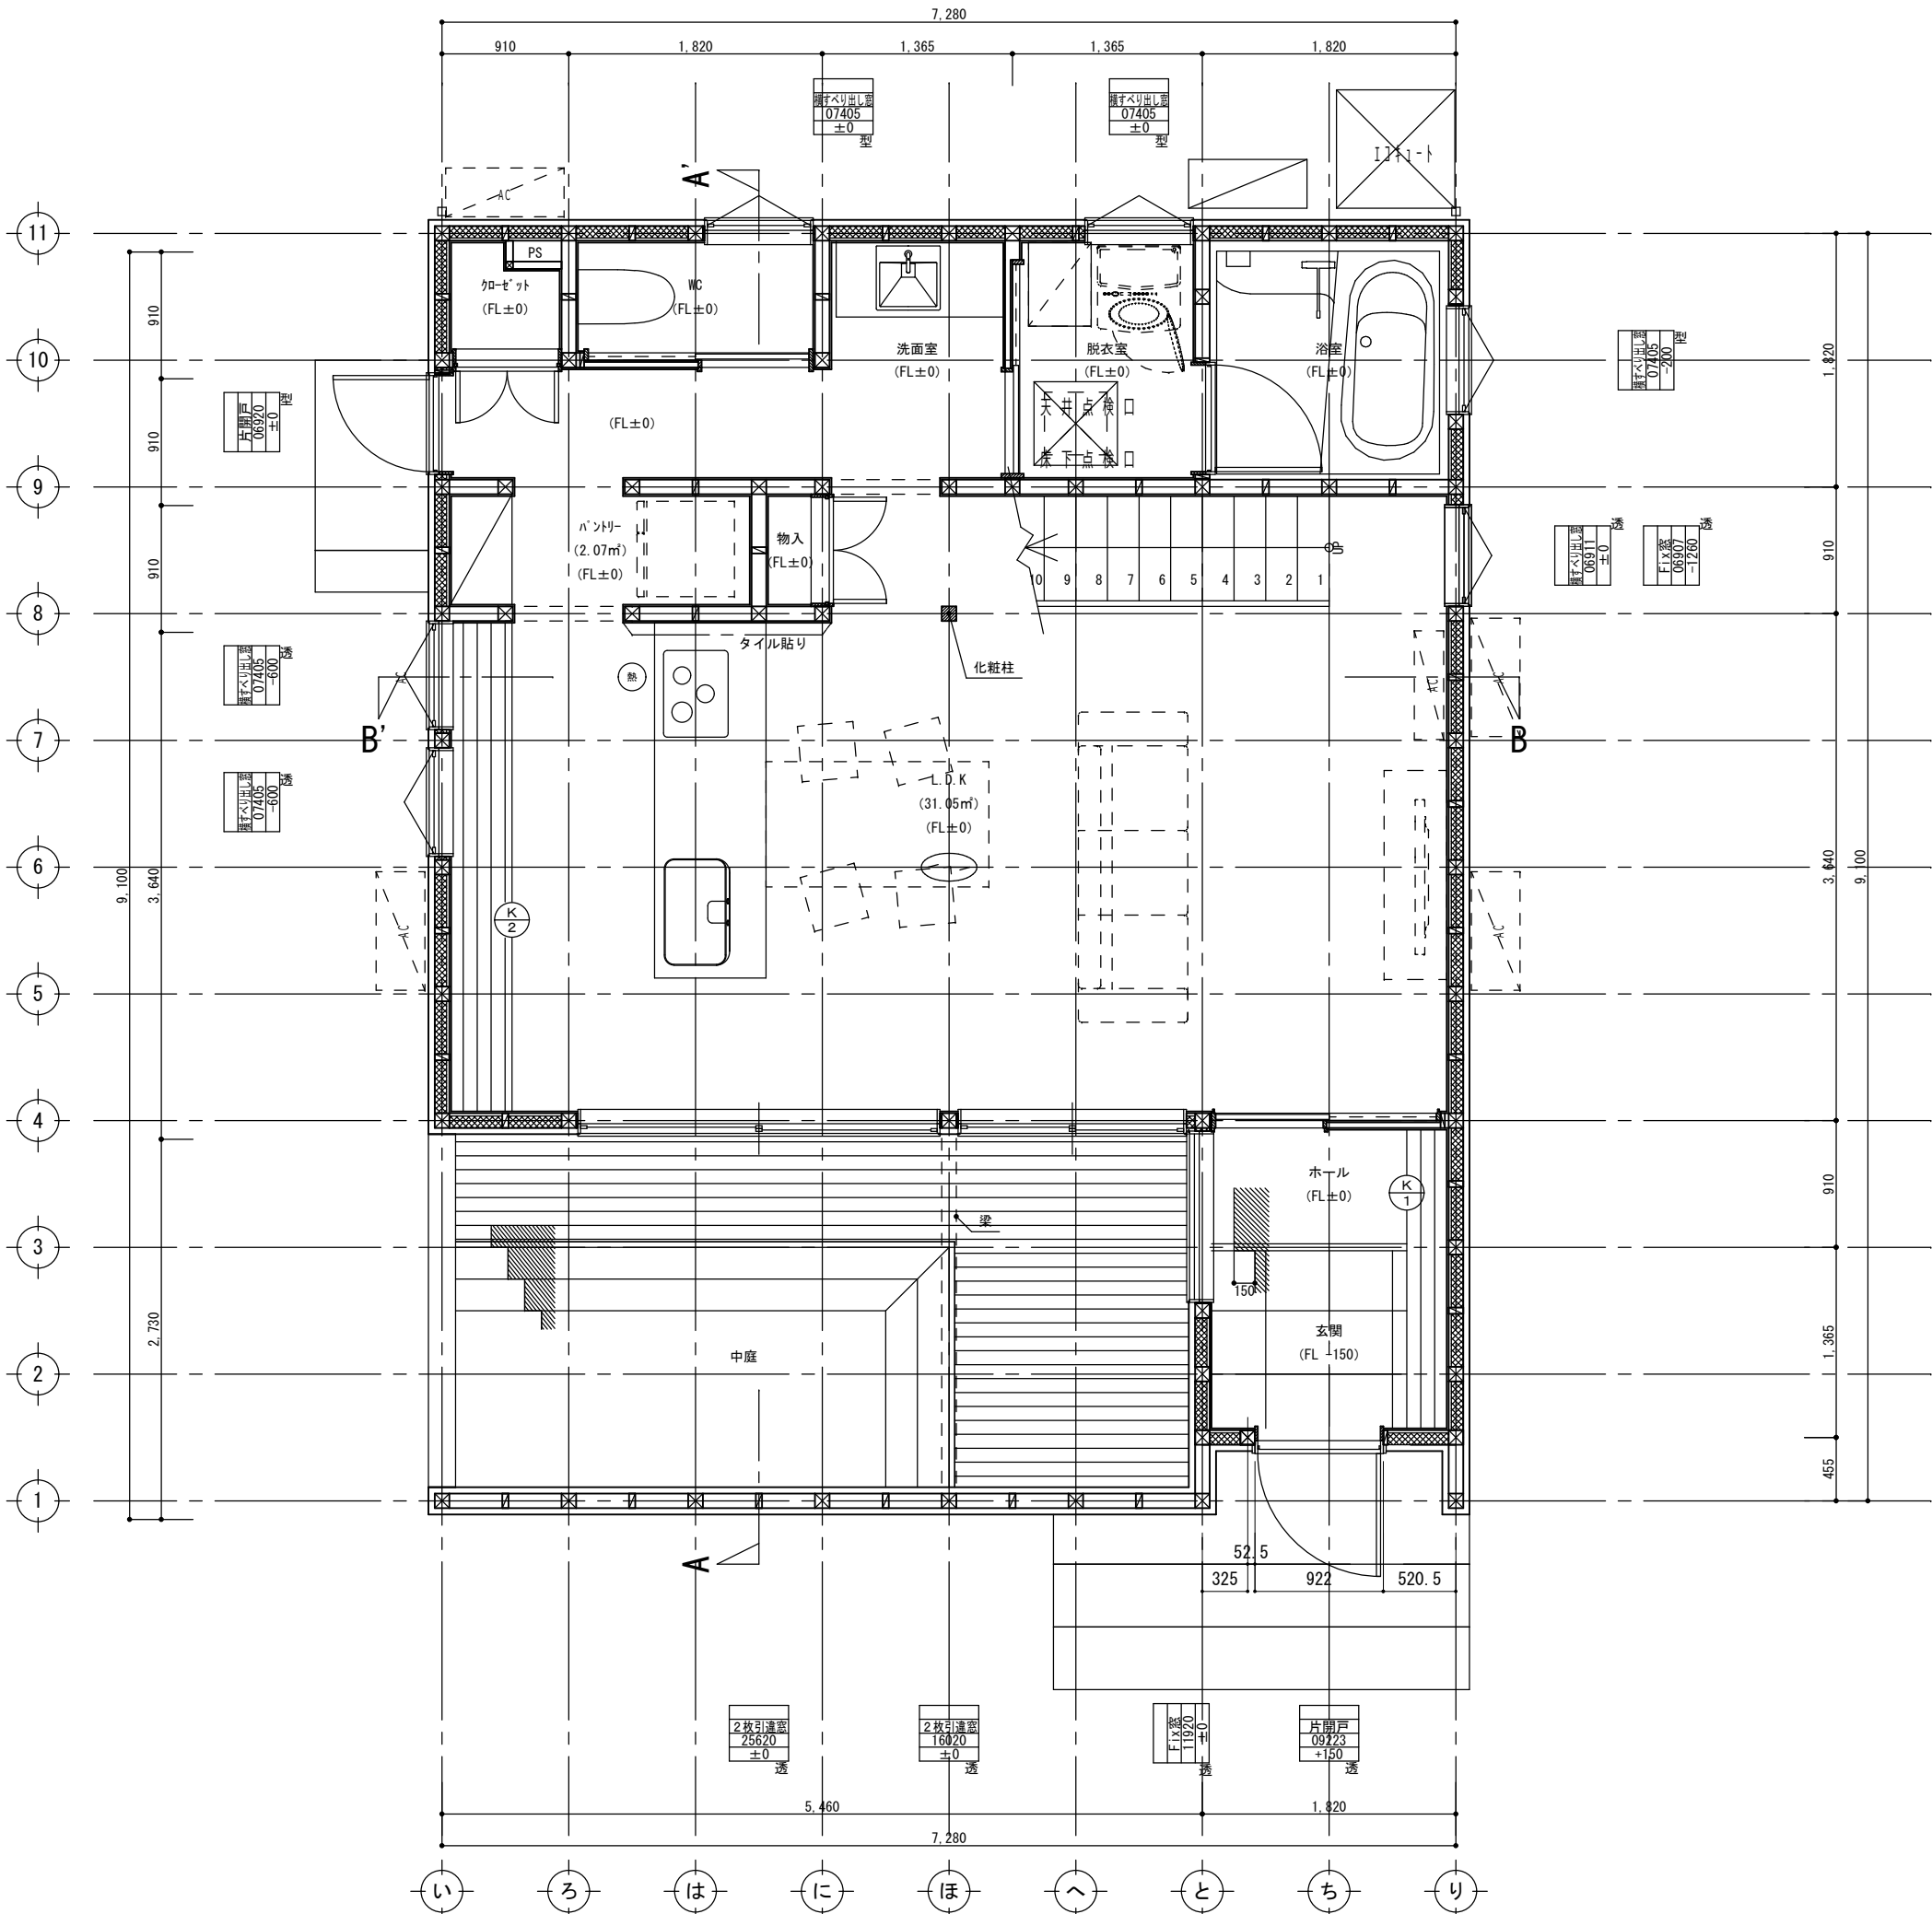 7,280
910
1,820
1,365
1,365
1,820
横すべり出し窓
07405
±0
型
横すべり出し窓
07405
±0
型
エコキュート
A'
AC
11
PS
クローゼット
(FL±0)
WC
(FL±0)
洗面室
(FL±0)
脱衣室
(FL±0)
浴室
(FL±0)
10
910
1,820
横すべり出し窓
07405
-200
型
片開戸
06920
±0
型
910
(FL±0)
天井点検口
床下点検口
9
パントリー
(2.07㎡)
(FL±0)
物入
(FL±0)
UP
10
9
8
7
6
5
4
3
2
1
910
910
横すべり出し窓
06911
±0
透
Fix窓
06907
-1260
透
8
タイル貼り
化粧柱
熱
横すべり出し窓
07405
-600
透
AC
AC
AC
B'
B
7
横すべり出し窓
07405
-600
透
L.D.K
(31.05㎡)
(FL±0)
6
9,100
3,640
3,640
9,100
AC
AC
K
2
5
4
ホール
(FL±0)
K
1
910
梁
3
150
2,730
玄関
(FL -150)
1,365
中庭
2
455
1
A
52.5
325
922
520.5
2枚引違窓
25620
±0
透
2枚引違窓
16020
±0
透
Fix窓
11920
±0
透
片開戸
09223
+150
透
5,460
1,820
7,280
い
ろ
は
に
ほ
へ
と
ち
り